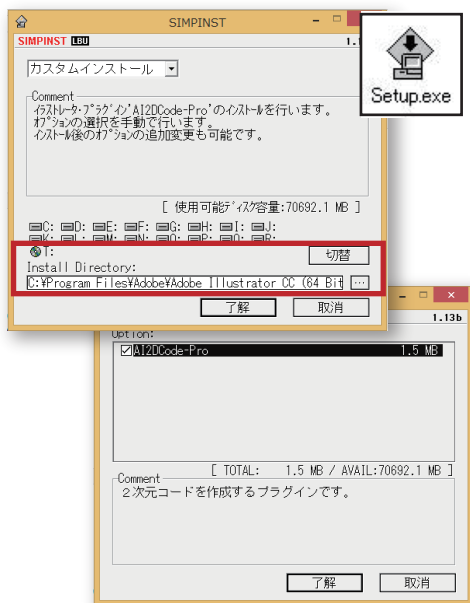 SIMPINST
SIMPINST LBU
Setup.exe
カスタムインストール
Comment
イラストレータ・プラグイン'AI2DCode-Pro'のインストールを行います。
オプションの選択を手動で行います。
インストール後のオプションの追加変更も可能です。
[ 使用可能ディスク容量:70692.1 MB ]
C: D: E: F: G: H: I: J:
K: L: M: N: O: P: Q: R:
T:
切替
Install Directory:
C:¥Program Files¥Adobe¥Adobe Illustrator CC (64 Bit ...
了解 取消
1.13b
Option:
AI2DCode-Pro 1.5 MB
[ TOTAL: 1.5 MB / AVAIL:70692.1 MB ]
Comment
２次元コードを作成するプラグインです。
了解 取消